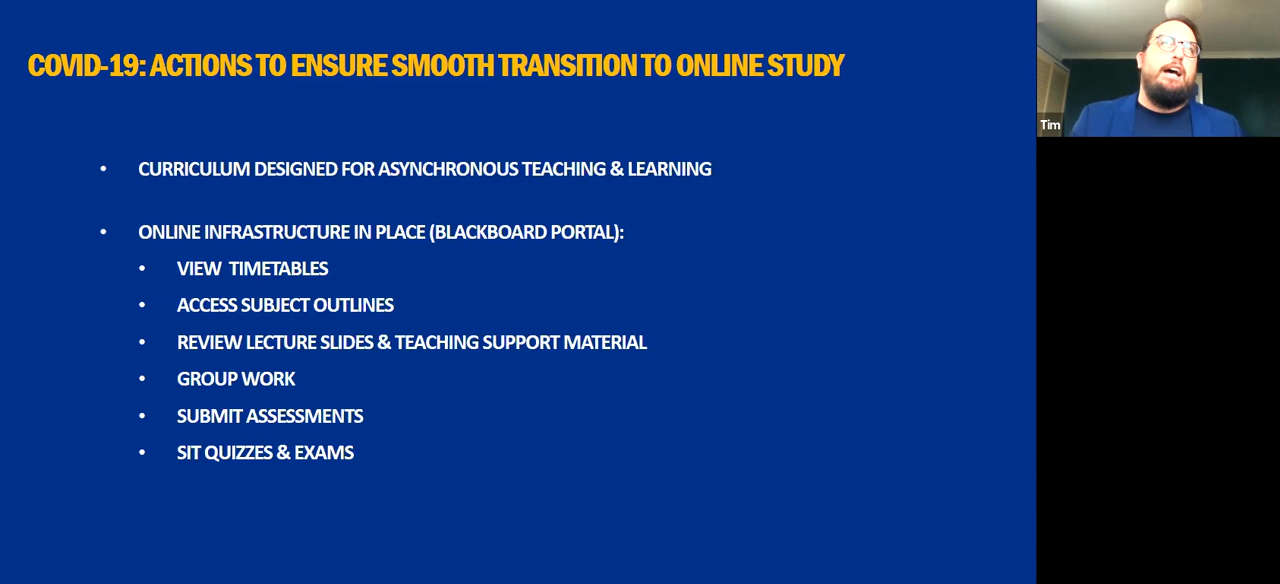 COVID-19: ACTIONS TO ENSURE SMOOTH TRANSITION TO ONLINE STUDY
Tim
• CURRICULUM DESIGNED FOR ASYNCHRONOUS TEACHING & LEARNING
• ONLINE INFRASTRUCTURE IN PLACE (BLACKBOARD PORTAL):
• VIEW TIMETABLES
• ACCESS SUBJECT OUTLINES
• REVIEW LECTURE SLIDES & TEACHING SUPPORT MATERIAL
• GROUP WORK
• SUBMIT ASSESSMENTS
• SIT QUIZZES & EXAMS